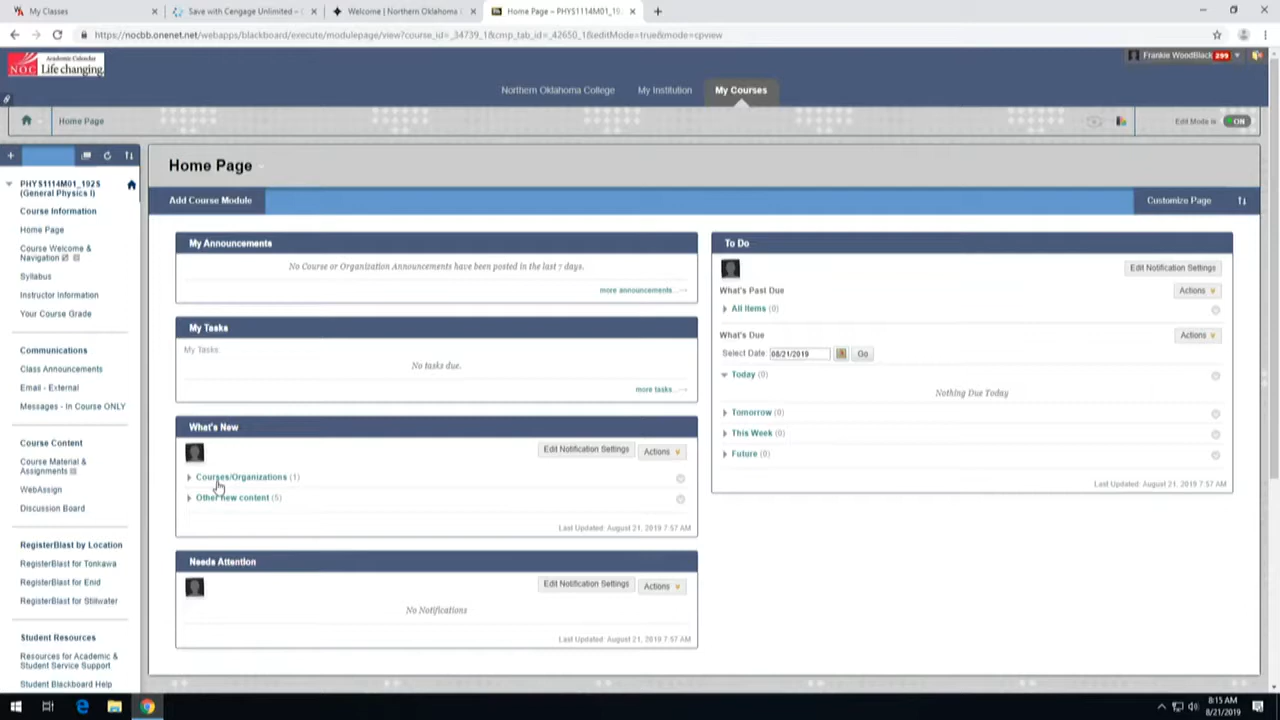 My Classes
Save with Cengage Unlimited – C
Welcome | Northern Oklahoma C
Home Page – PHYS1114M01_19
https://nocbb.onenet.net/webapps/blackboard/execute/modulepage/view?course_id=_34739_1&cmp_tab_id=_42650_1&editMode=true&mode=cpview
Academic Calendar
NOC Life changing.
Frankie WoodBlack 299
Northern Oklahoma College
My Institution
My Courses
Home Page
Edit Mode is: ON
PHYS1114M01_192S
(General Physics I)
Course Information
Home Page
Course Welcome &
Navigation
Syllabus
Instructor Information
Your Course Grade
Communications
Class Announcements
Email - External
Messages - In Course ONLY
Course Content
Course Material &
Assignments
WebAssign
Discussion Board
RegisterBlast by Location
RegisterBlast for Tonkawa
RegisterBlast for Enid
RegisterBlast for Stillwater
Student Resources
Resources for Academic &
Student Service Support
Student Blackboard Help
Home Page
Add Course Module
Customize Page
My Announcements
No Course or Organization Announcements have been posted in the last 7 days.
more announcements...
My Tasks
My Tasks:
No tasks due.
more tasks...
What's New
Edit Notification Settings
Actions
Courses/Organizations (1)
Other new content (5)
Last Updated: August 21, 2019 7:57 AM
Needs Attention
Edit Notification Settings
Actions
No Notifications
Last Updated: August 21, 2019 7:57 AM
To Do
Edit Notification Settings
What's Past Due
Actions
All Items (0)
What's Due
Actions
Select Date: 08/21/2019 Go
Today (0)
Nothing Due Today
Tomorrow (0)
This Week (0)
Future (0)
Last Updated: August 21, 2019 7:57 AM
8:15 AM
8/21/2019